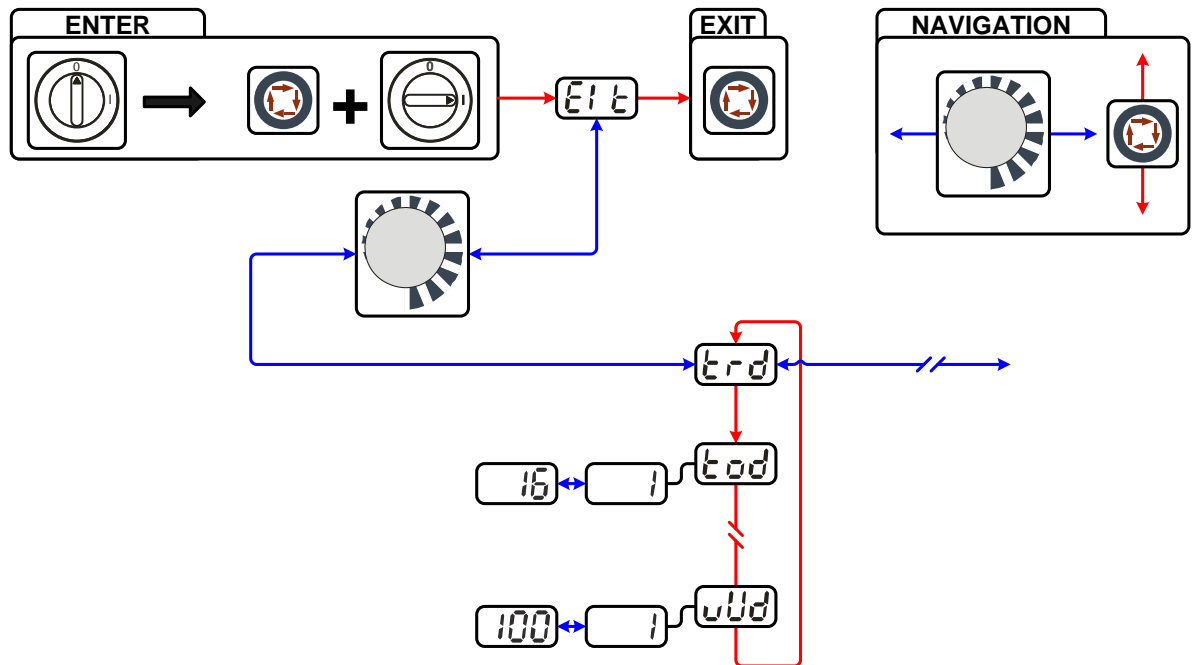 ENTER
EXIT
NAVIGATION
0
I
0
I
EIt
trd
tod
16
1
vUd
100
1